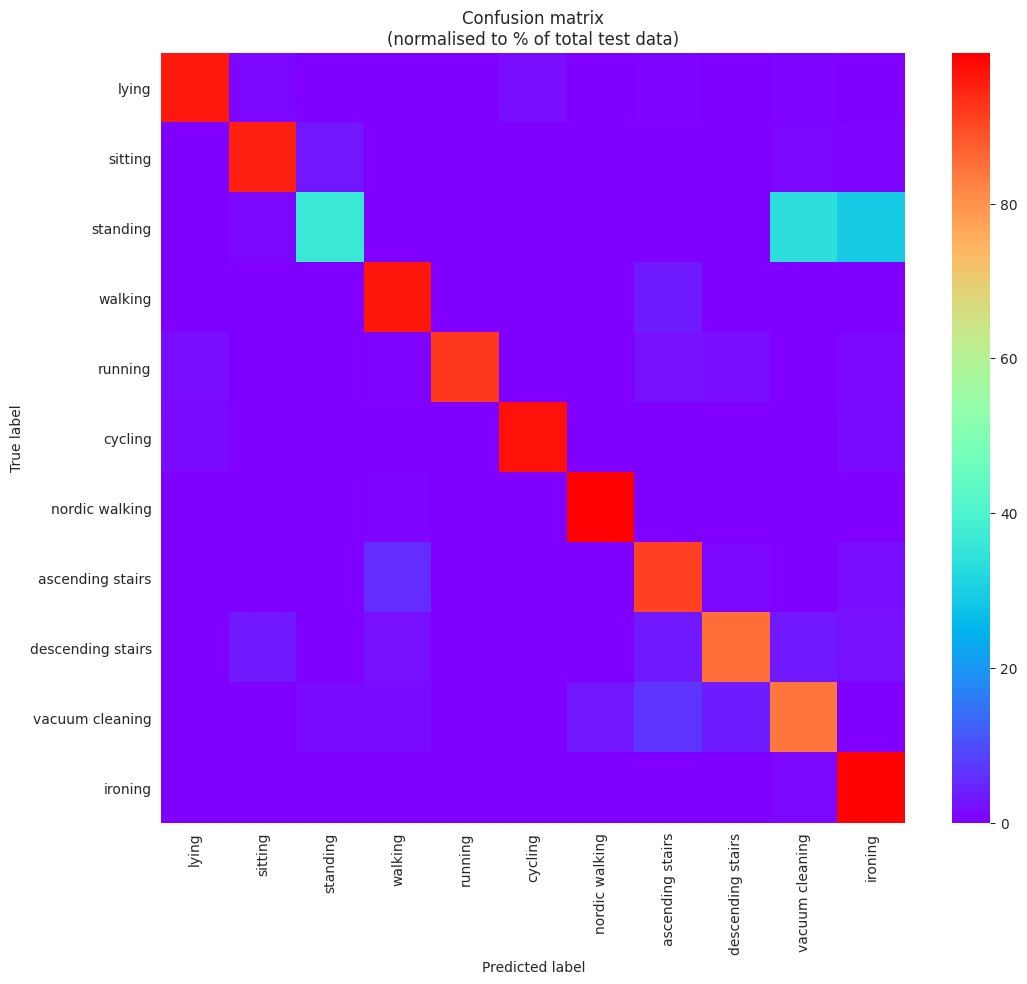 Confusion matrix
(normalised to % of total test data)
lying
sitting
standing
walking
running
cycling
nordic walking
ascending stairs
descending stairs
vacuum cleaning
ironing
True label
lying
sitting
standing
walking
running
cycling
nordic walking
ascending stairs
descending stairs
vacuum cleaning
ironing
Predicted label
80
60
40
20
0